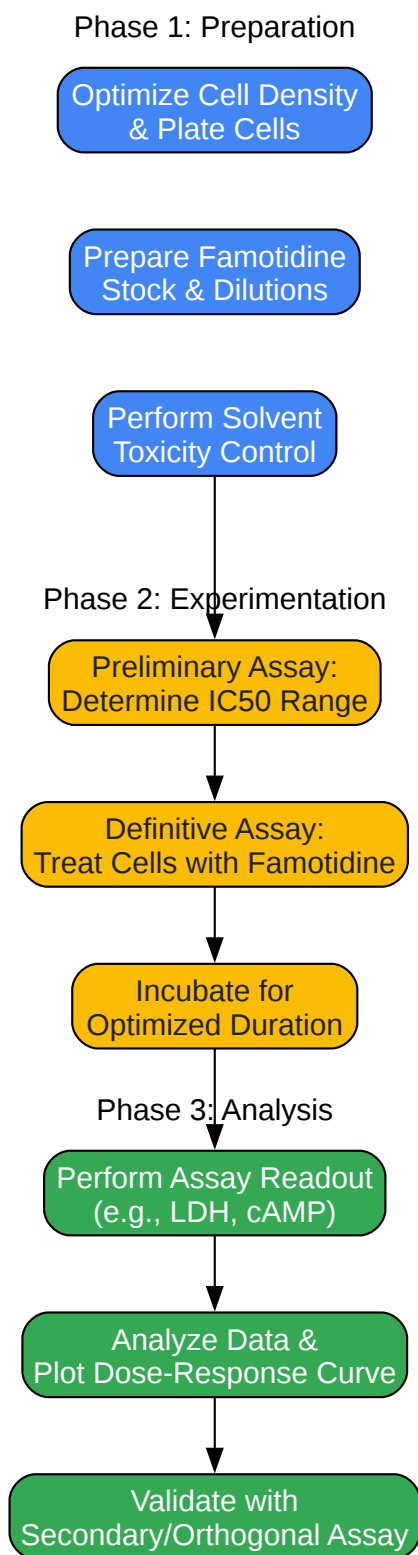 Phase 1: Preparation
Optimize Cell Density
& Plate Cells
Prepare Famotidine
Stock & Dilutions
Perform Solvent
Toxicity Control
Phase 2: Experimentation
Preliminary Assay:
Determine IC50 Range
Definitive Assay:
Treat Cells with Famotidine
Incubate for
Optimized Duration
Phase 3: Analysis
Perform Assay Readout
(e.g., LDH, cAMP)
Analyze Data &
Plot Dose-Response Curve
Validate with
Secondary/Orthogonal Assay